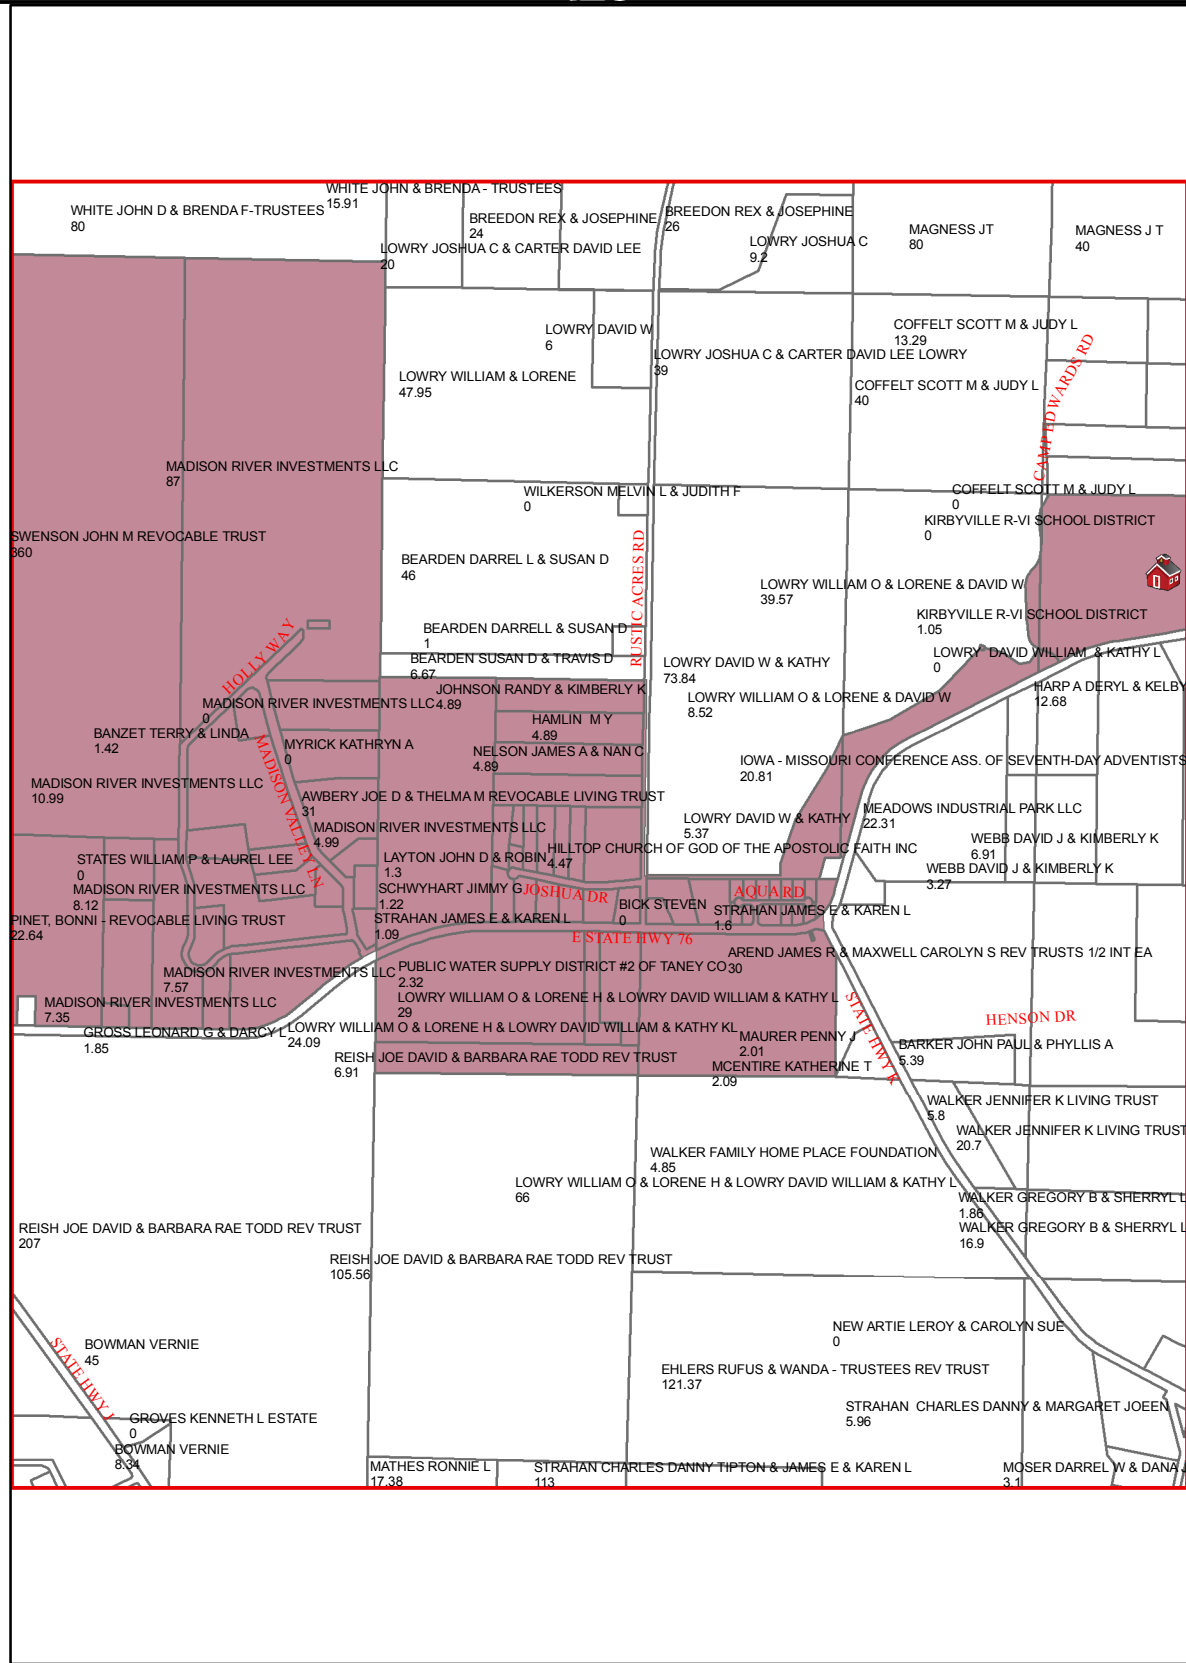 WHITE JOHN & BRENDA - TRUSTEES
15.91
WHITE JOHN D & BRENDA F-TRUSTEES
80
BREEDON REX & JOSEPHINE
24
BREEDON REX & JOSEPHINE
26
LOWRY JOSHUA C
9.2
MAGNESS JT
80
MAGNESS J T
40
LOWRY JOSHUA C & CARTER DAVID LEE
20
LOWRY DAVID W
6
COFFELT SCOTT M & JUDY L
13.29
LOWRY JOSHUA C & CARTER DAVID LEE LOWRY
39
LOWRY WILLIAM & LORENE
47.95
COFFELT SCOTT M & JUDY L
40
CAMP EDWARDS RD
MADISON RIVER INVESTMENTS LLC
87
WILKERSON MELVIN L & JUDITH F
0
COFFELT SCOTT M & JUDY L
0
KIRBYVILLE R-VI SCHOOL DISTRICT
0
SWENSON JOHN M REVOCABLE TRUST
360
BEARDEN DARREL L & SUSAN D
46
RUSTIC ACRES RD
LOWRY WILLIAM O & LORENE & DAVID W
39.57
KIRBYVILLE R-VI SCHOOL DISTRICT
1.05
BEARDEN DARRELL & SUSAN D
1
HOLLY WAY
BEARDEN SUSAN D & TRAVIS D
6.67
LOWRY DAVID W & KATHY
73.84
LOWRY DAVID WILLIAM & KATHY L
0
HARP A DERYL & KELBY
12.68
JOHNSON RANDY & KIMBERLY K
4.89
LOWRY WILLIAM O & LORENE & DAVID W
8.52
MADISON RIVER INVESTMENTS LLC
0
HAMLIN M Y
4.89
BANZET TERRY & LINDA
1.42
MYRICK KATHRYN A
0
NELSON JAMES A & NAN C
4.89
IOWA - MISSOURI CONFERENCE ASS. OF SEVENTH-DAY ADVENTISTS
20.81
MADISON VALLEY LN
MADISON RIVER INVESTMENTS LLC
10.99
AWBERY JOE D & THELMA M REVOCABLE LIVING TRUST
31
MEADOWS INDUSTRIAL PARK LLC
22.31
LOWRY DAVID W & KATHY
5.37
MADISON RIVER INVESTMENTS LLC
4.99
WEBB DAVID J & KIMBERLY K
6.91
HILLTOP CHURCH OF GOD OF THE APOSTOLIC FAITH INC
4.47
STATES WILLIAM P & LAUREL LEE
0
LAYTON JOHN D & ROBIN
1.3
WEBB DAVID J & KIMBERLY K
3.27
MADISON RIVER INVESTMENTS LLC
8.12
SCHWYHART JIMMY G
1.22
JOSHUA DR
AQUA RD
BICK STEVEN
0
STRAHAN JAMES E & KAREN L
1.6
PINET, BONNI - REVOCABLE LIVING TRUST
22.64
STRAHAN JAMES E & KAREN L
1.09
E STATE HWY 76
AREND JAMES R & MAXWELL CAROLYN S REV TRUSTS 1/2 INT EA
30
MADISON RIVER INVESTMENTS LLC
7.57
PUBLIC WATER SUPPLY DISTRICT #2 OF TANEY CO
2.32
MADISON RIVER INVESTMENTS LLC
7.35
LOWRY WILLIAM O & LORENE H & LOWRY DAVID WILLIAM & KATHY L
29
STATE HWY K
HENSON DR
GROSS LEONARD G & DARCY L
1.85
LOWRY WILLIAM O & LORENE H & LOWRY DAVID WILLIAM & KATHY KL
24.09
MAURER PENNY J
2.01
BARKER JOHN PAUL & PHYLLIS A
5.39
REISH JOE DAVID & BARBARA RAE TODD REV TRUST
6.91
MCENTIRE KATHERINE T
2.09
WALKER JENNIFER K LIVING TRUST
5.8
WALKER JENNIFER K LIVING TRUST
20.7
WALKER FAMILY HOME PLACE FOUNDATION
4.85
LOWRY WILLIAM O & LORENE H & LOWRY DAVID WILLIAM & KATHY L
66
WALKER GREGORY B & SHERRYL L
1.86
WALKER GREGORY B & SHERRYL L
16.9
REISH JOE DAVID & BARBARA RAE TODD REV TRUST
207
REISH JOE DAVID & BARBARA RAE TODD REV TRUST
105.56
NEW ARTIE LEROY & CAROLYN SUE
0
BOWMAN VERNIE
45
STATE HWY J
EHLERS RUFUS & WANDA - TRUSTEES REV TRUST
121.37
STRAHAN CHARLES DANNY & MARGARET JOEEN
5.96
GROVES KENNETH L ESTATE
0
BOWMAN VERNIE
8.34
MATHES RONNIE L
17.38
STRAHAN CHARLES DANNY TIPTON & JAMES E & KAREN L
113
MOSER DARREL W & DANA J
3.1